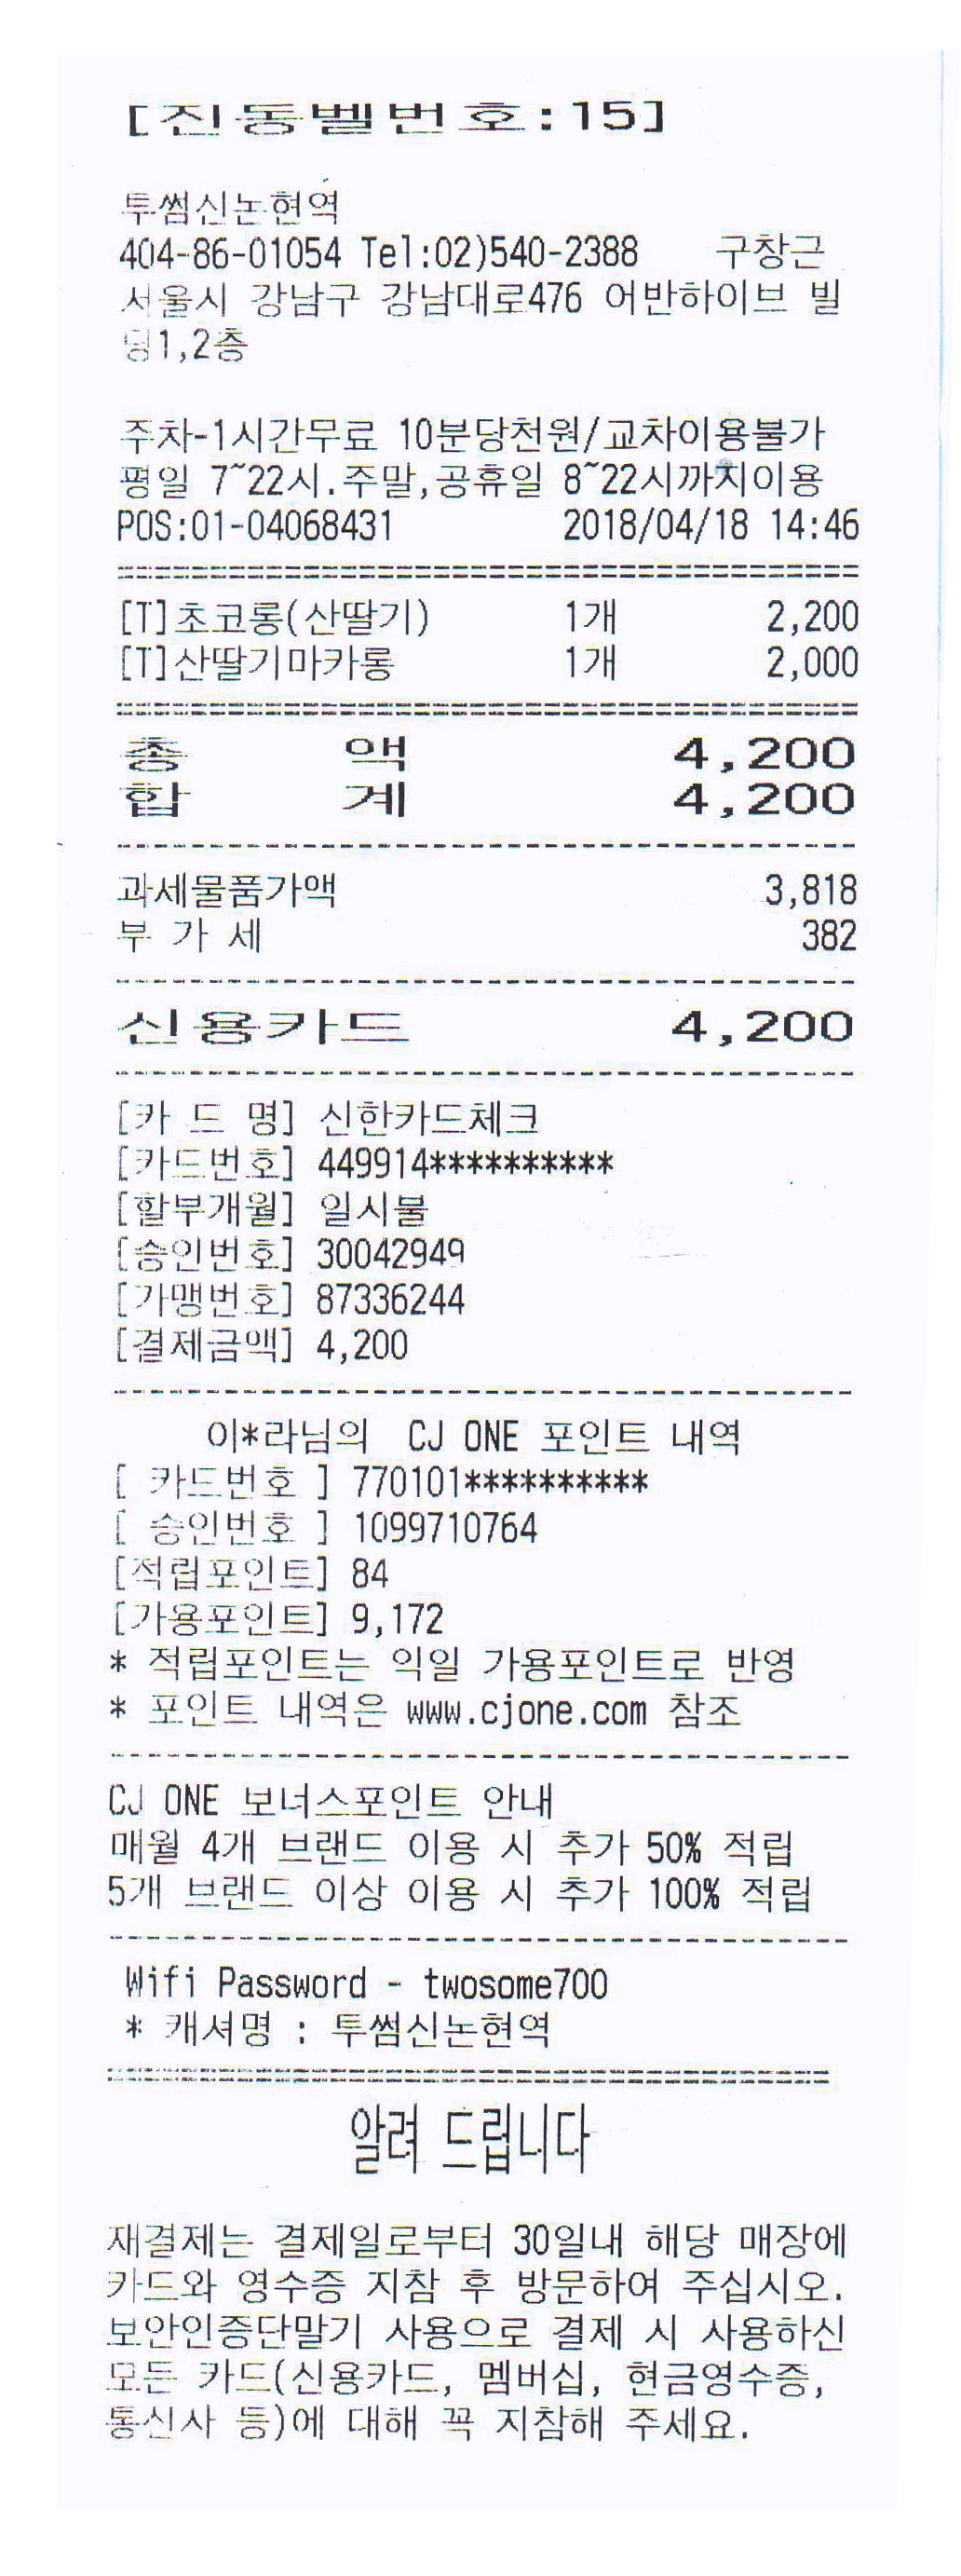 [진동벨번호:15]
투썸신논현역
404-86-01054 Tel:02)540-2388 구창근
서울시 강남구 강남대로476 어반하이브 빌
딩1,2층
주차-1시간무료 10분당천원/교차이용불가
평일 7~22시.주말,공휴일 8~22시까지이용
POS:01-04068431 2018/04/18 14:46
[T]초코롱(산딸기) 1개 2,200
[T]산딸기마카롱 1개 2,000
총 액 4,200
합 계 4,200
과세물품가액 3,818
부 가 세 382
신용카드 4,200
[카 드 명] 신한카드체크
[카드번호] 449914**********
[할부개월] 일시불
[승인번호] 30042949
[가맹번호] 87336244
[결제금액] 4,200
이*라님의 CJ ONE 포인트 내역
[ 카드번호 ] 770101**********
[ 승인번호 ] 1099710764
[적립포인트] 84
[가용포인트] 9,172
* 적립포인트는 익일 가용포인트로 반영
* 포인트 내역은 www.cjone.com 참조
CJ ONE 보너스포인트 안내
매월 4개 브랜드 이용 시 추가 50% 적립
5개 브랜드 이상 이용 시 추가 100% 적립
Wifi Password - twosome700
* 캐셔명 : 투썸신논현역
알려 드립니다
재결제는 결제일로부터 30일내 해당 매장에
카드와 영수증 지참 후 방문하여 주십시오.
보안인증단말기 사용으로 결제 시 사용하신
모든 카드(신용카드, 멤버십, 현금영수증,
통신사 등)에 대해 꼭 지참해 주세요.